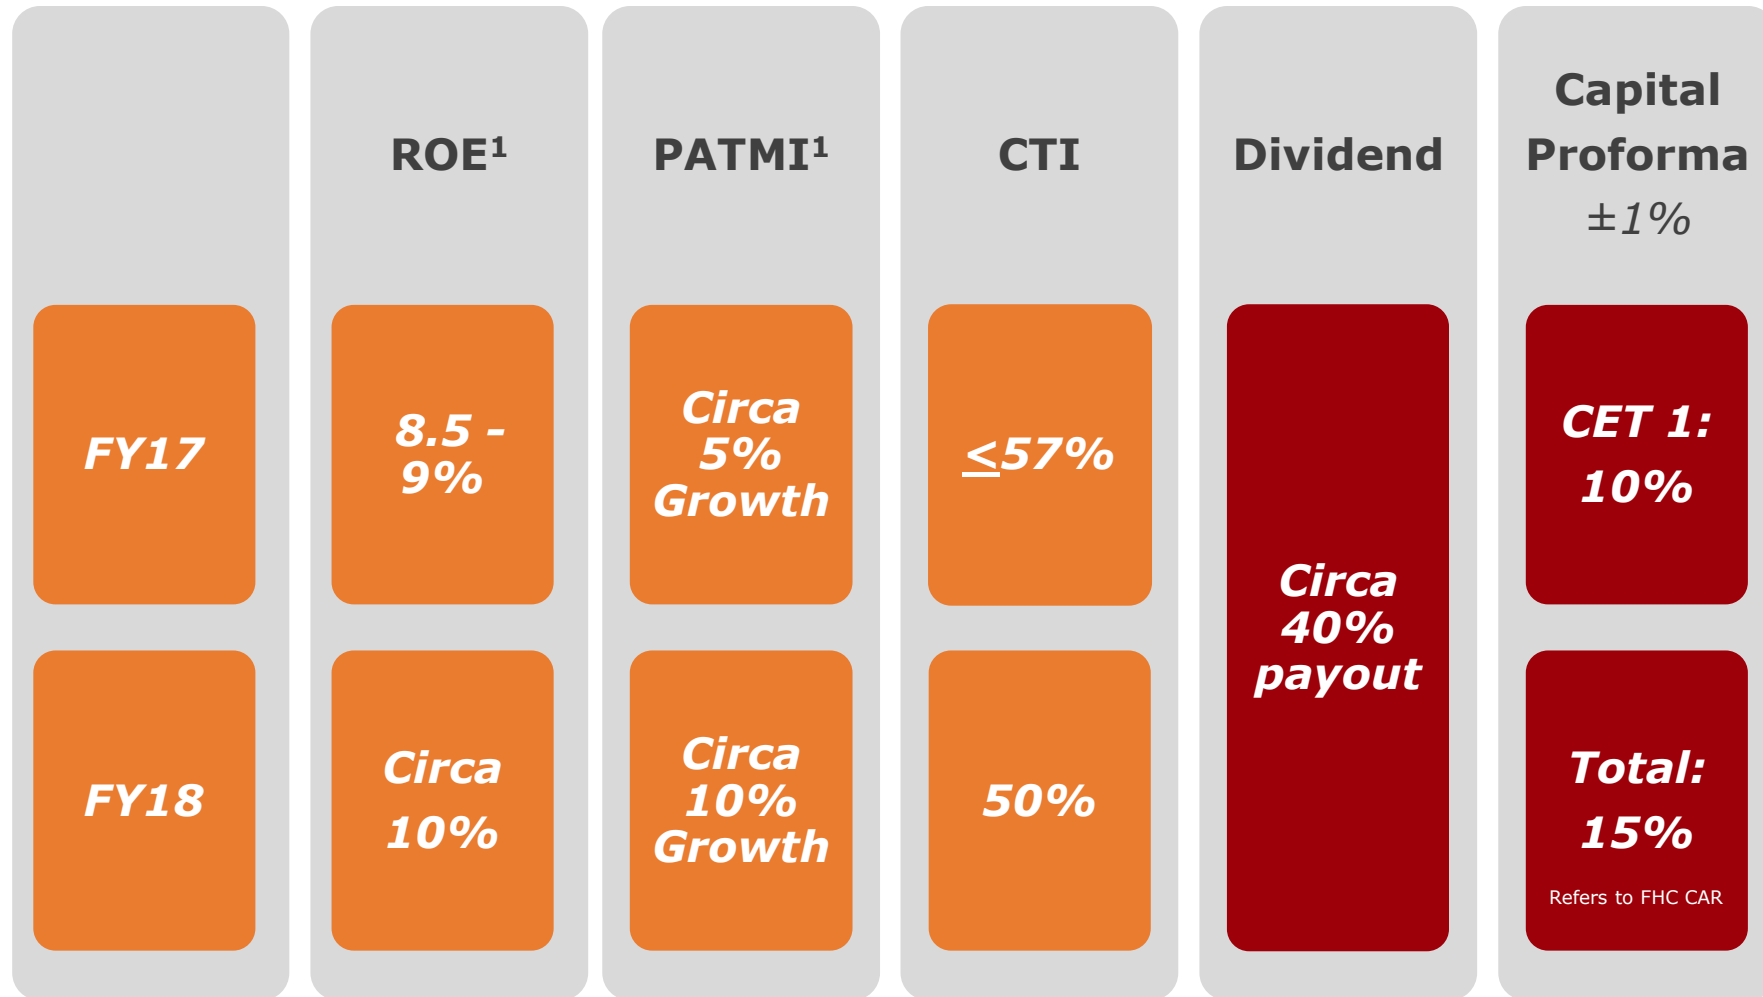 ROE¹
PATMI¹
CTI
Dividend
Capital
Proforma
±1%
FY17
8.5 -
9%
Circa
5%
Growth
≤57%
CET 1:
10%
Circa
40%
payout
FY18
Circa
10%
Circa
10%
Growth
50%
Total:
15%
Refers to FHC CAR